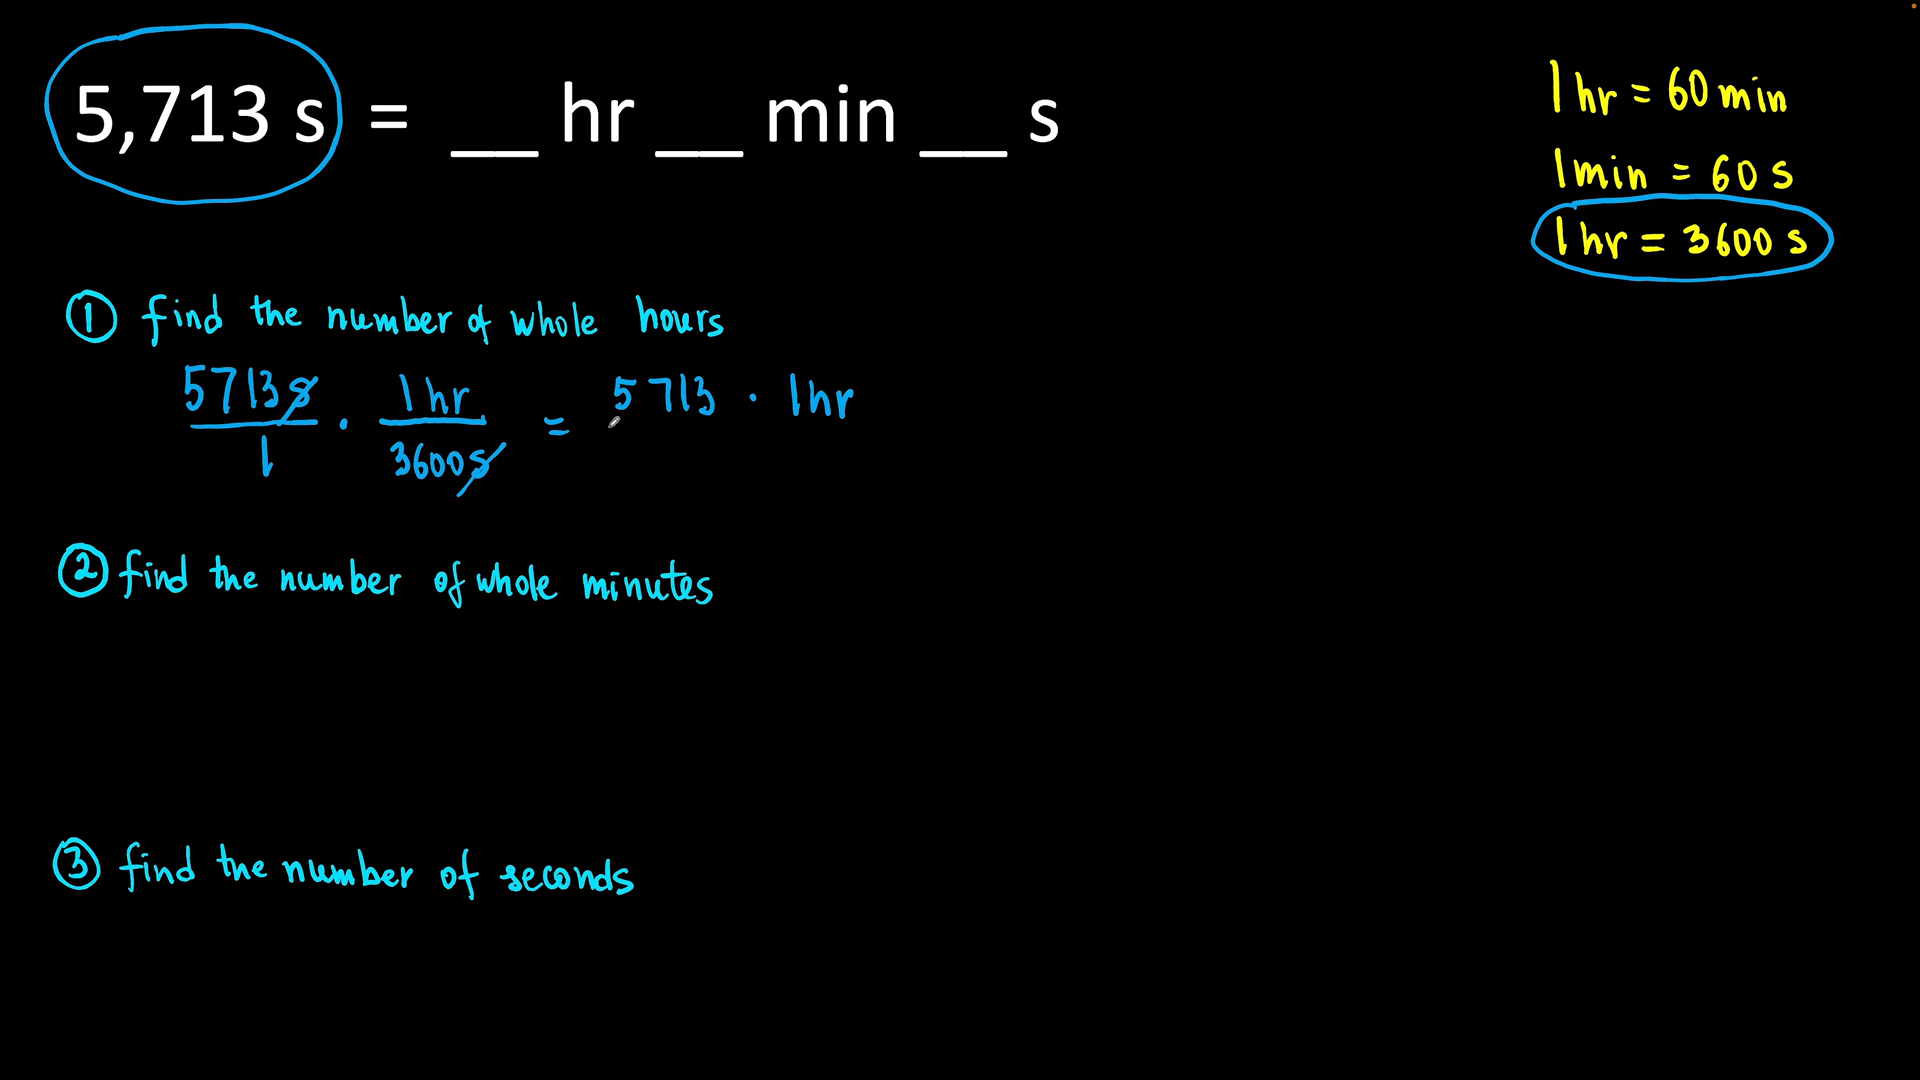 5,713 s = __ hr __ min __ s
1 hr = 60 min
1 min = 60 s
1 hr = 3600 s
① find the number of whole hours
5713 s / 1 · 1 hr / 3600 s = 5713 · 1 hr
② find the number of whole minutes
③ find the number of seconds